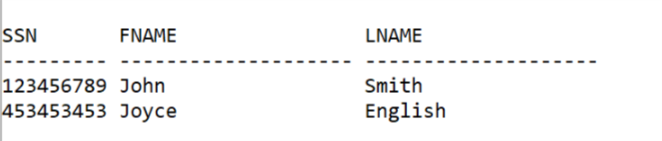 SSN       FNAME                LNAME
--------- -------------------- --------------------
123456789 John                 Smith
453453453 Joyce                English